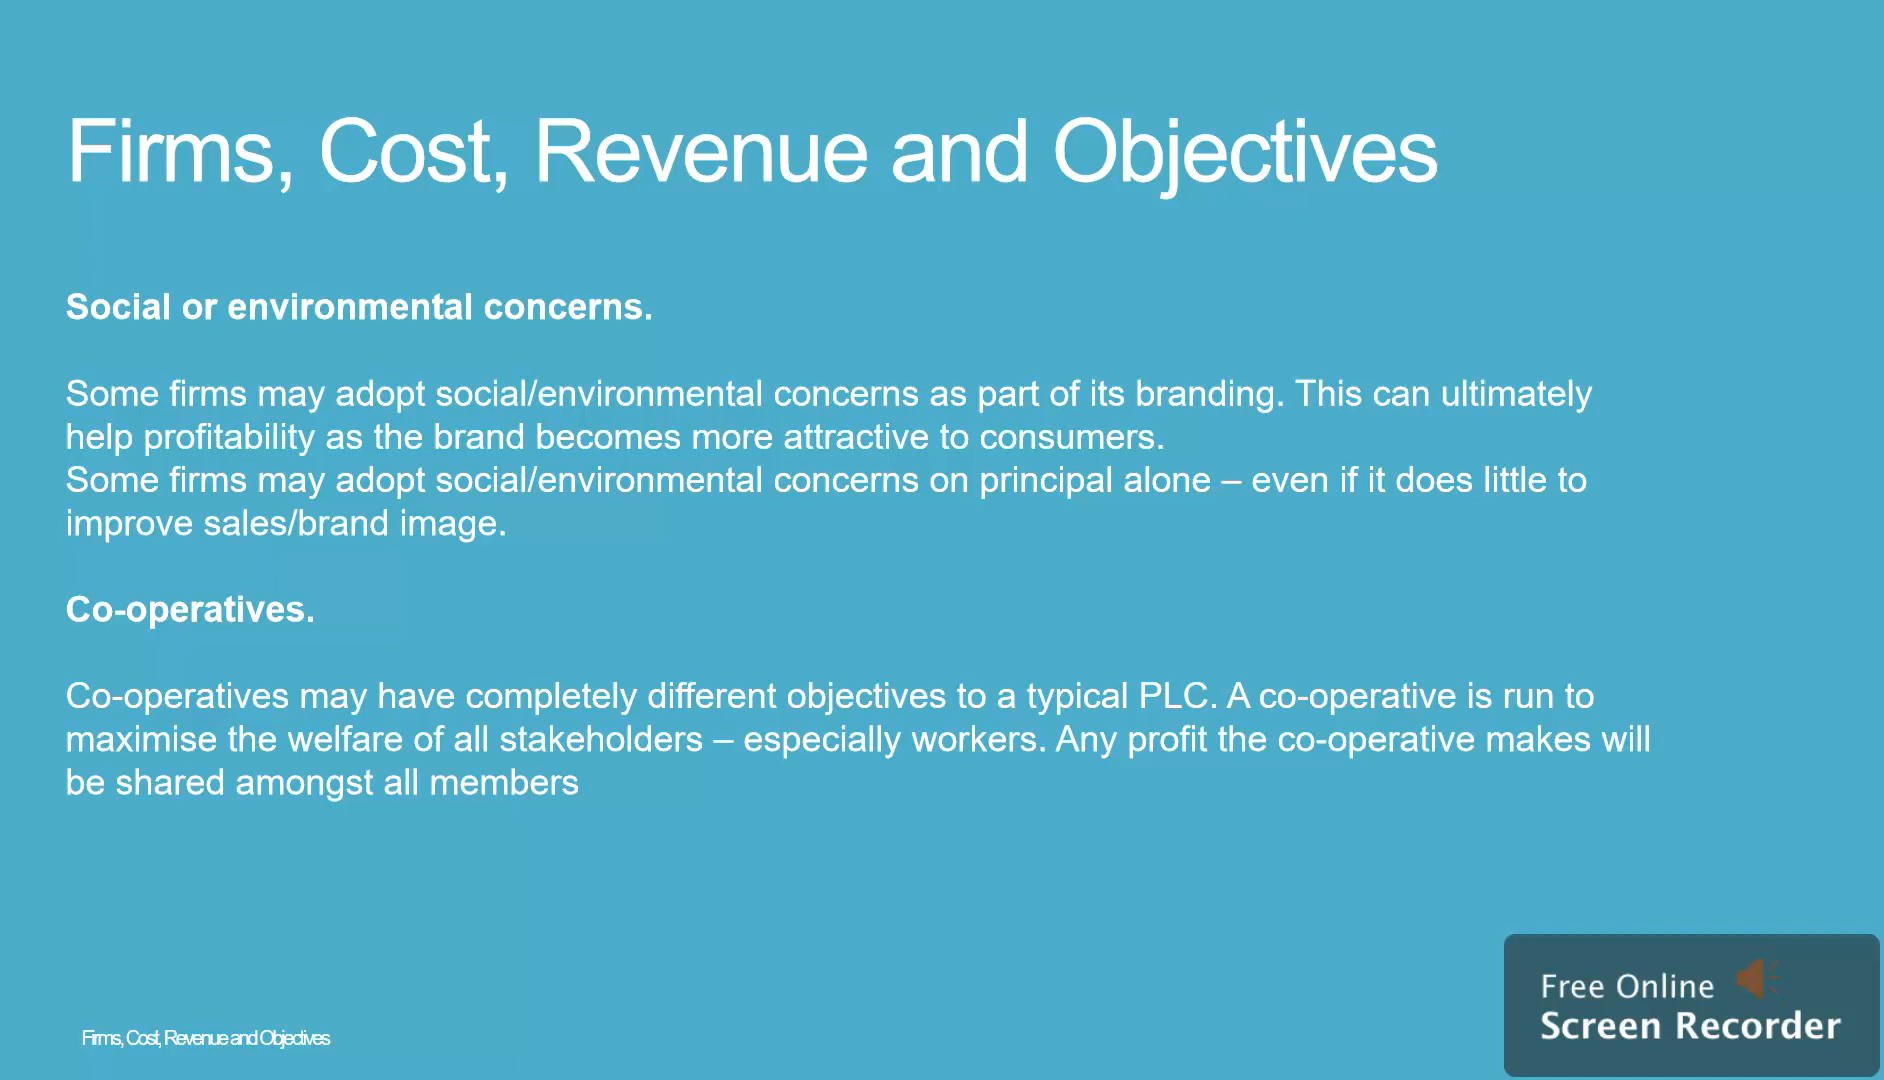 Firms, Cost, Revenue and Objectives
Social or environmental concerns.
Some firms may adopt social/environmental concerns as part of its branding. This can ultimately
help profitability as the brand becomes more attractive to consumers.
Some firms may adopt social/environmental concerns on principal alone – even if it does little to
improve sales/brand image.
Co-operatives.
Co-operatives may have completely different objectives to a typical PLC. A co-operative is run to
maximise the welfare of all stakeholders – especially workers. Any profit the co-operative makes will
be shared amongst all members
Firms, Cost, Revenue and Objectives
Free Online
Screen Recorder